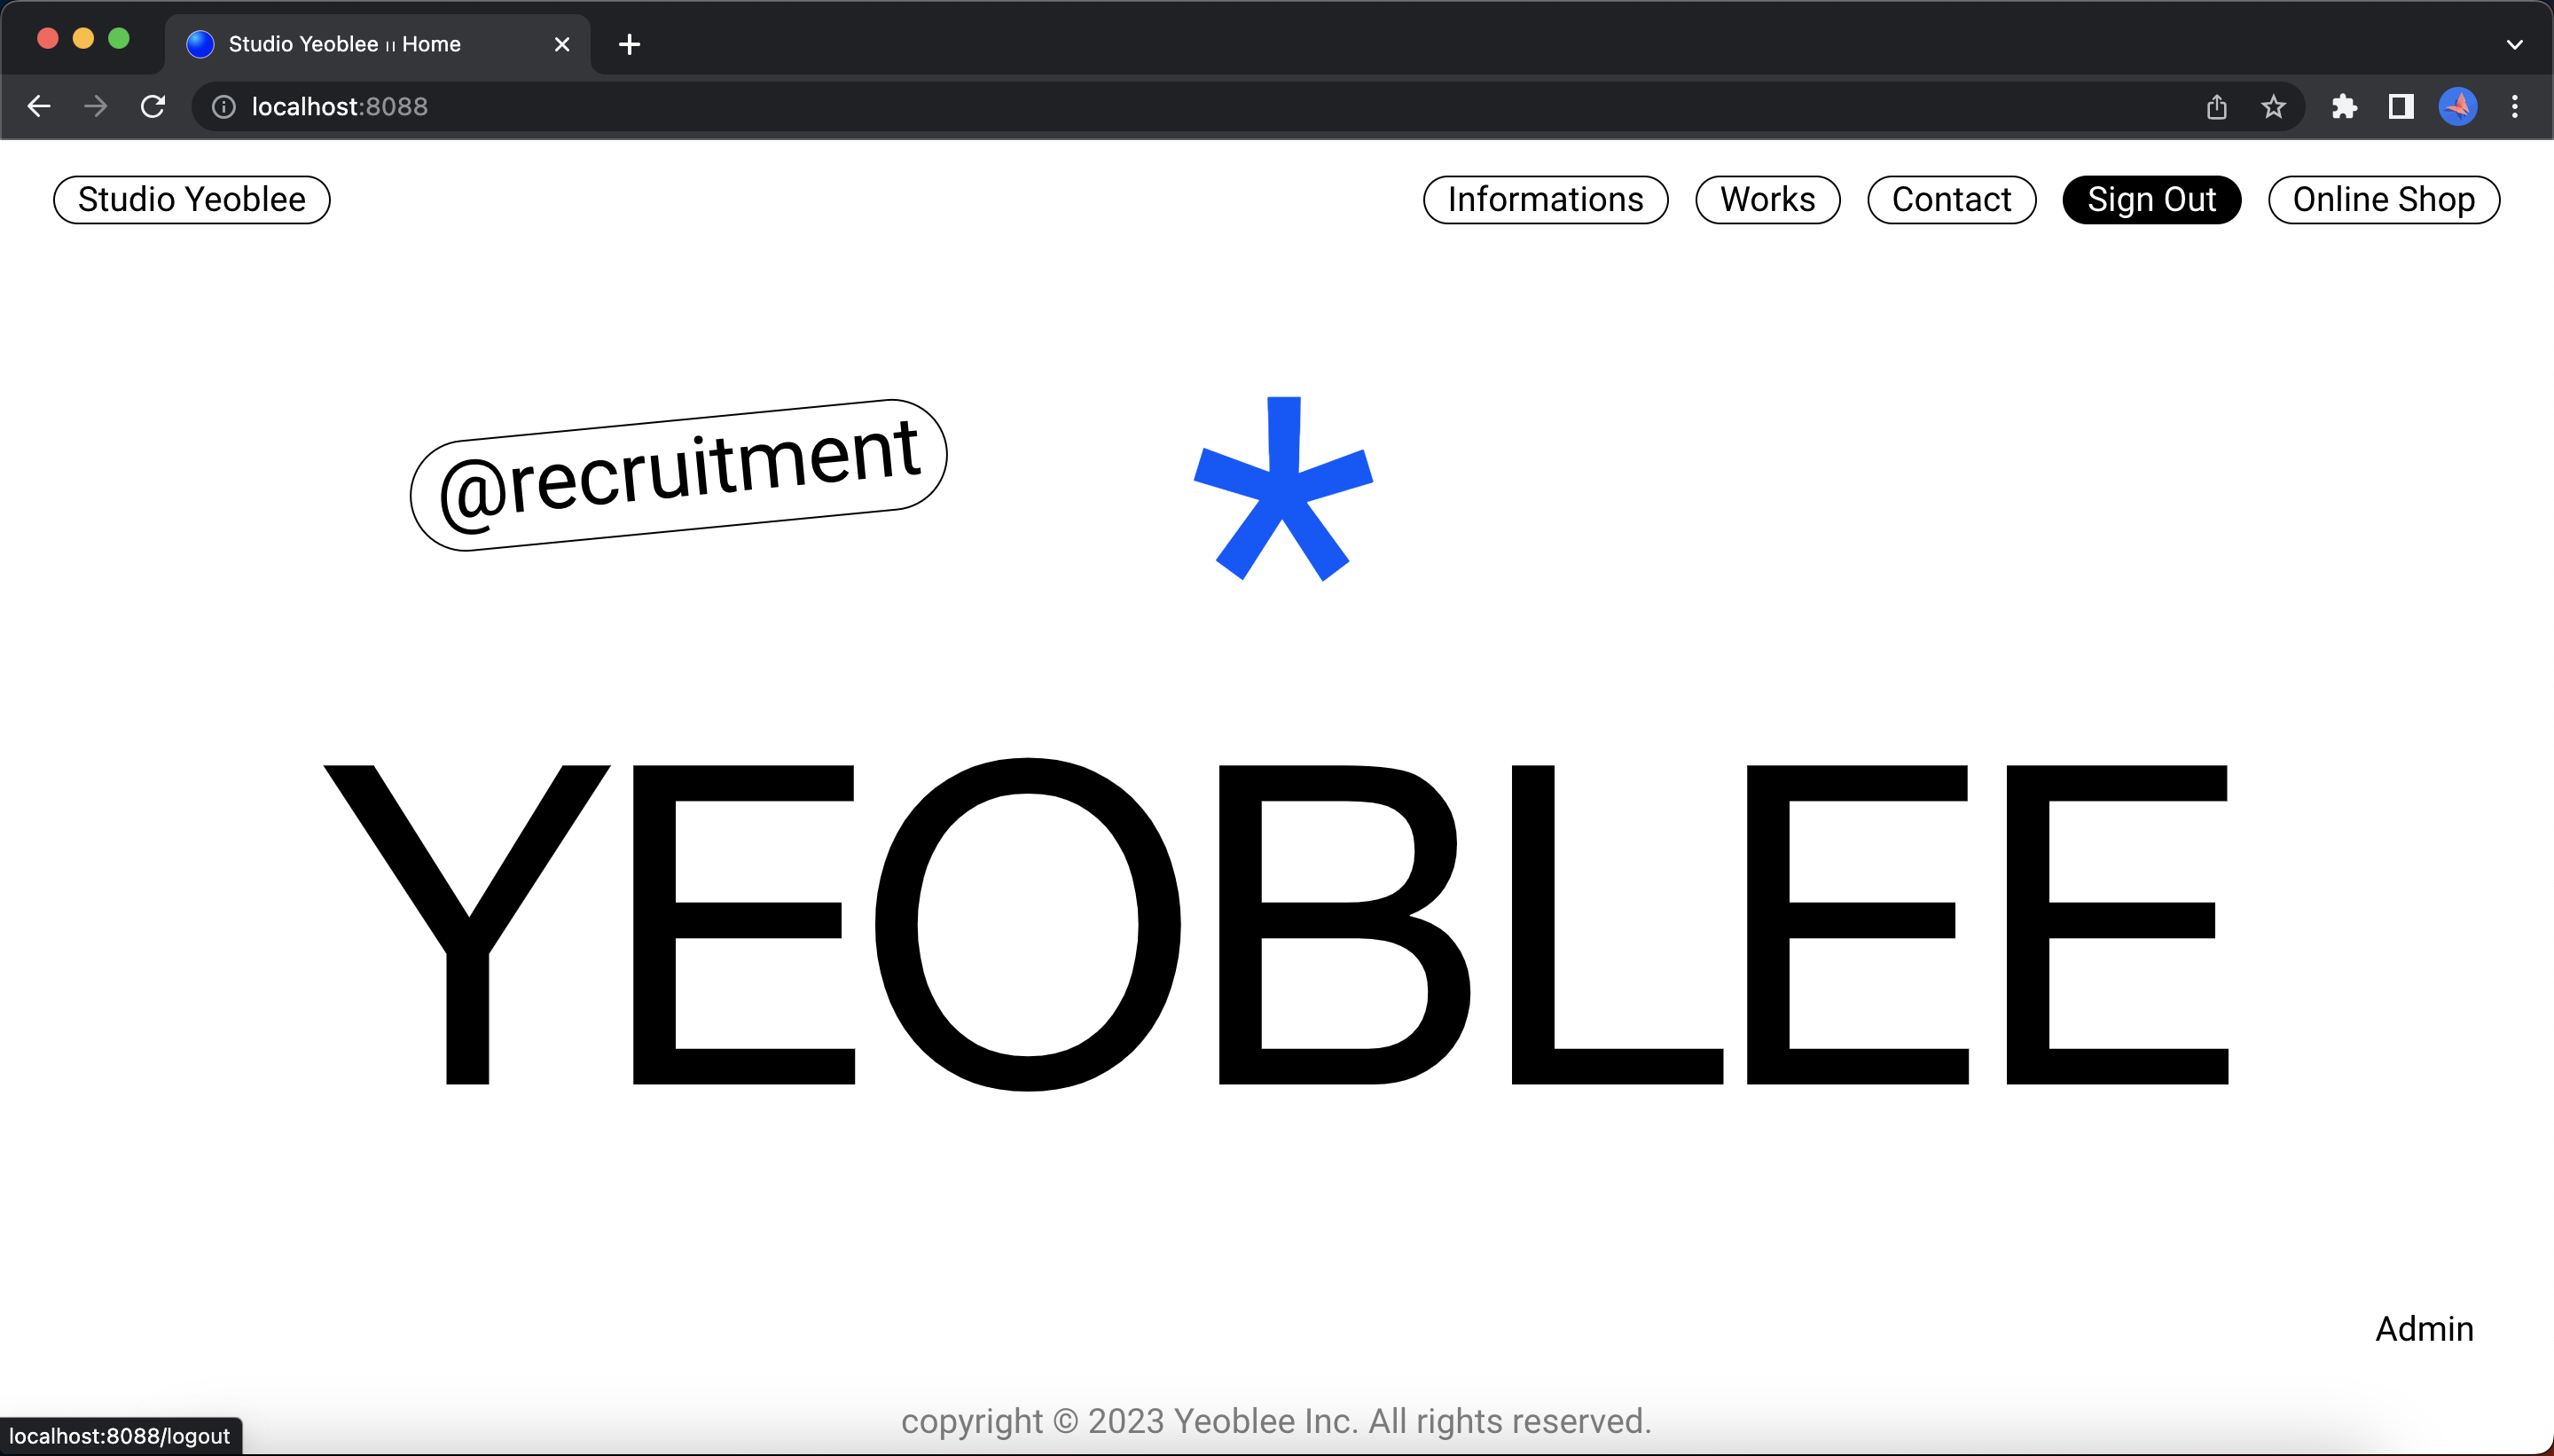 Studio Yeoblee ıı Home
localhost:8088
Studio Yeoblee
Informations
Works
Contact
Sign Out
Online Shop
@recruitment
*
YEOBLEE
Admin
copyright © 2023 Yeoblee Inc. All rights reserved.
localhost:8088/logout